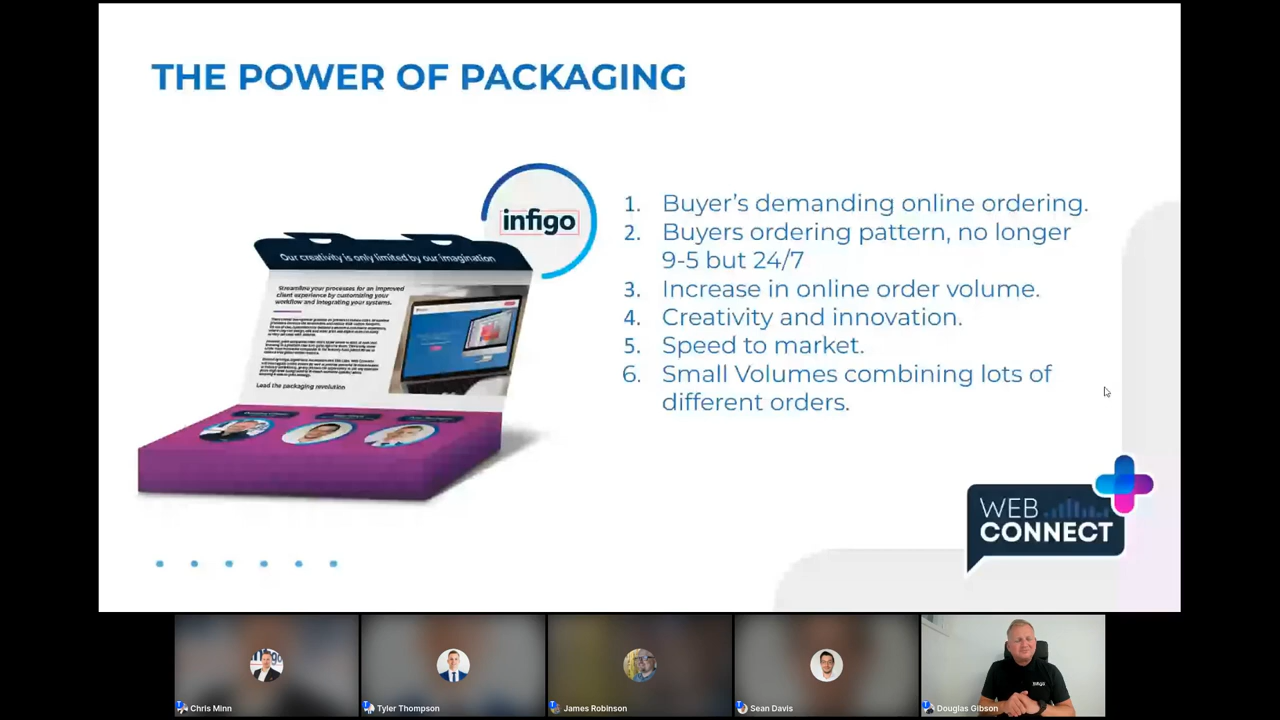 THE POWER OF PACKAGING
infigo
Our creativity is only limited by our imagination
Streamline your processes for an improved
client experience by customizing your
workflow and integrating your systems.
Lead the packaging revolution
1. Buyer's demanding online ordering.
2. Buyers ordering pattern, no longer
9-5 but 24/7
3. Increase in online order volume.
4. Creativity and innovation.
5. Speed to market.
6. Small Volumes combining lots of
different orders.
WEB
CONNECT
Chris Minn
Tyler Thompson
James Robinson
Sean Davis
infigo
Douglas Gibson